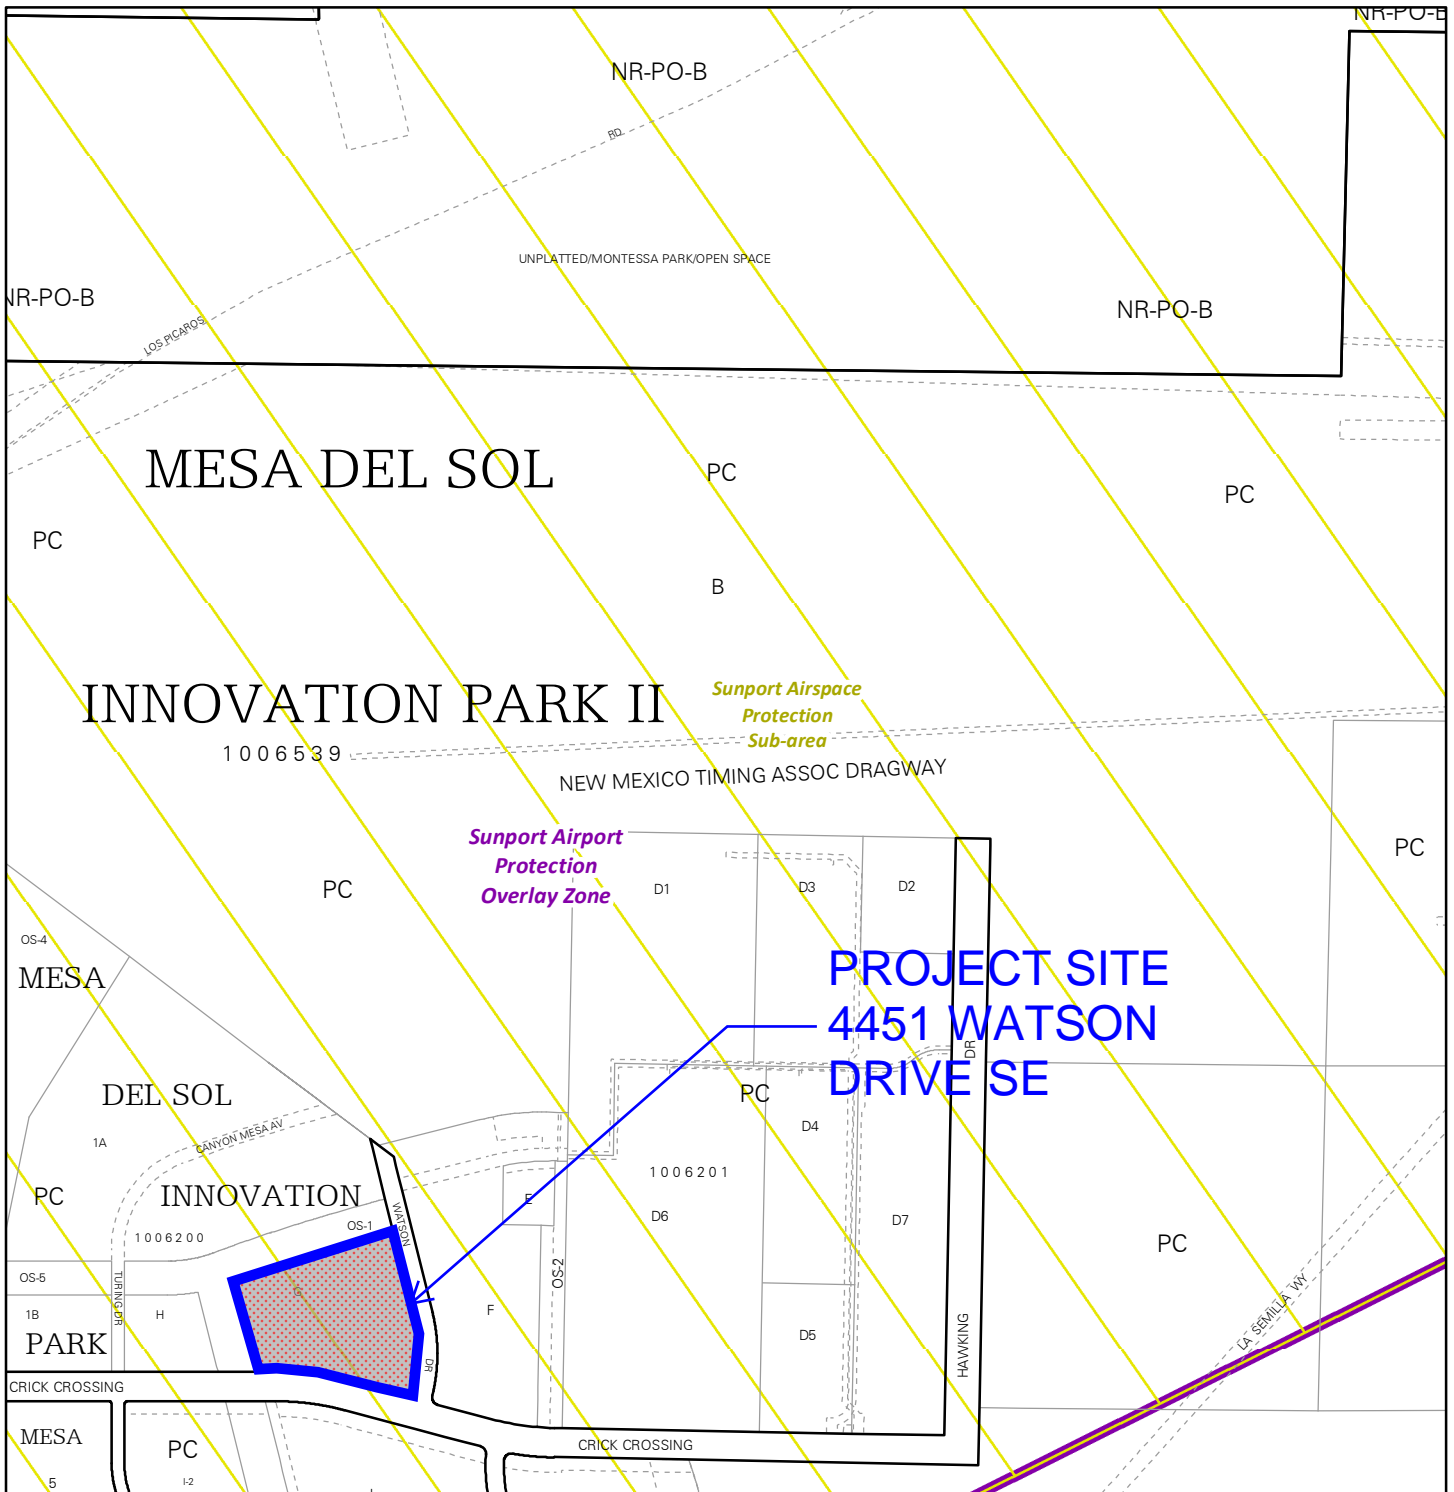 NR-PO-B
NR-PO-B
RD
UNPLATTED/MONTESSA PARK/OPEN SPACE
NR-PO-B
NR-PO-B
LOS PICAROS
MESA DEL SOL
PC
PC
PC
B
INNOVATION PARK II
1006539
Sunport Airspace
Protection
Sub-area
NEW MEXICO TIMING ASSOC DRAGWAY
Sunport Airport
Protection
Overlay Zone
PC
PC
D1
D3
D2
OS-4
MESA
PROJECT SITE
4451 WATSON
DRIVE SE
DR
DEL SOL
PC
CANYON MESA AV
1A
D4
1006201
PC
INNOVATION
E
WATSON
OS-1
D6
D7
1006200
PC
OS-5
OS-2
TURING DR
G
1B
H
F
LA SEMILLA WY
PARK
D5
HAWKING
DR
CRICK CROSSING
MESA
PC
CRICK CROSSING
5
I-2